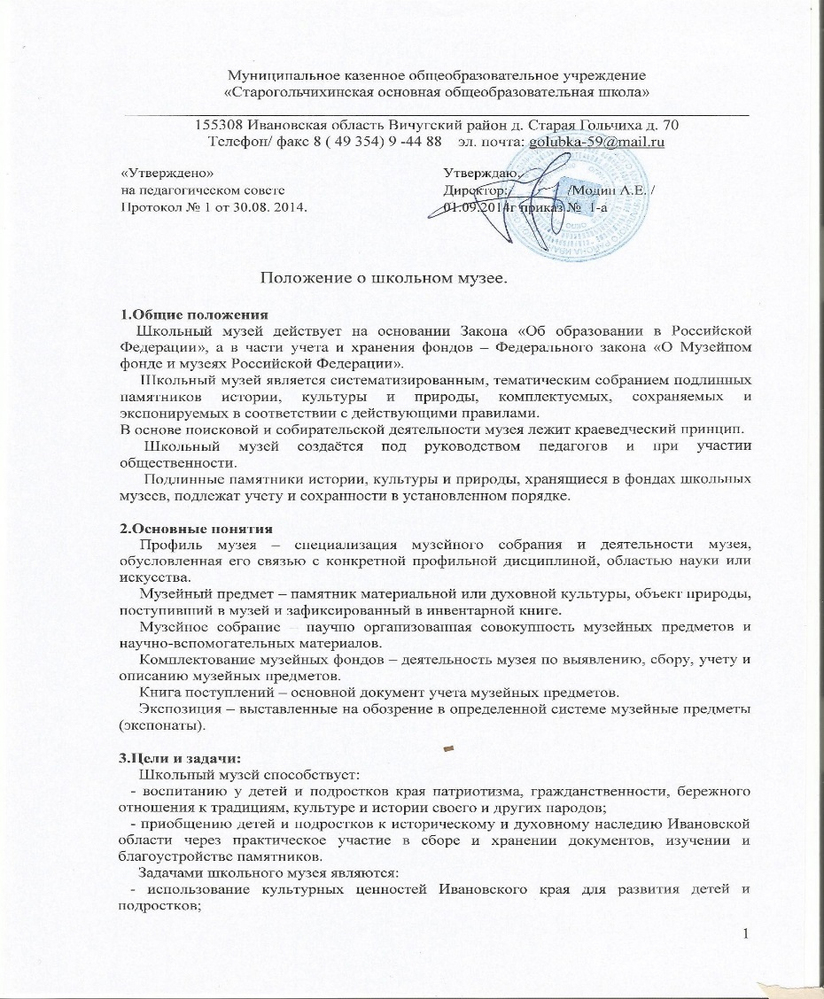 Муниципальное казенное общеобразовательное учреждение
«Старогольчихинская основная общеобразовательная школа»
155308 Ивановская область Вичугский район д. Старая Гольчиха д. 70
Телефон/ факс 8 ( 49 354) 9 -44 88 эл. почта: golubka-59@mail.ru
«Утверждено»
на педагогическом совете
Протокол № 1 от 30.08. 2014.
Утверждаю.
Директор: /Модин А.Е. /
01.09.2014г приказ № 1-а
Положение о школьном музее.
1.Общие положения
Школьный музей действует на основании Закона «Об образовании в Российской
Федерации», а в части учета и хранения фондов – Федерального закона «О Музейном
фонде и музеях Российской Федерации».
Школьный музей является систематизированным, тематическим собранием подлинных
памятников истории, культуры и природы, комплектуемых, сохраняемых и
экспонируемых в соответствии с действующими правилами.
В основе поисковой и собирательской деятельности музея лежит краеведческий принцип.
Школьный музей создаётся под руководством педагогов и при участии
общественности.
Подлинные памятники истории, культуры и природы, хранящиеся в фондах школьных
музеев, подлежат учету и сохранности в установленном порядке.
2.Основные понятия
Профиль музея – специализация музейного собрания и деятельности музея,
обусловленная его связью с конкретной профильной дисциплиной, областью науки или
искусства.
Музейный предмет – памятник материальной или духовной культуры, объект природы,
поступивший в музей и зафиксированный в инвентарной книге.
Музейное собрание – научно организованная совокупность музейных предметов и
научно-вспомогательных материалов.
Комплектование музейных фондов – деятельность музея по выявлению, сбору, учету и
описанию музейных предметов.
Книга поступлений – основной документ учета музейных предметов.
Экспозиция – выставленные на обозрение в определенной системе музейные предметы
(экспонаты).
3.Цели и задачи:
Школьный музей способствует:
- воспитанию у детей и подростков края патриотизма, гражданственности, бережного
отношения к традициям, культуре и истории своего и других народов;
- приобщению детей и подростков к историческому и духовному наследию Ивановской
области через практическое участие в сборе и хранении документов, изучении и
благоустройстве памятников.
Задачами школьного музея являются:
- использование культурных ценностей Ивановского края для развития детей и
подростков;
1